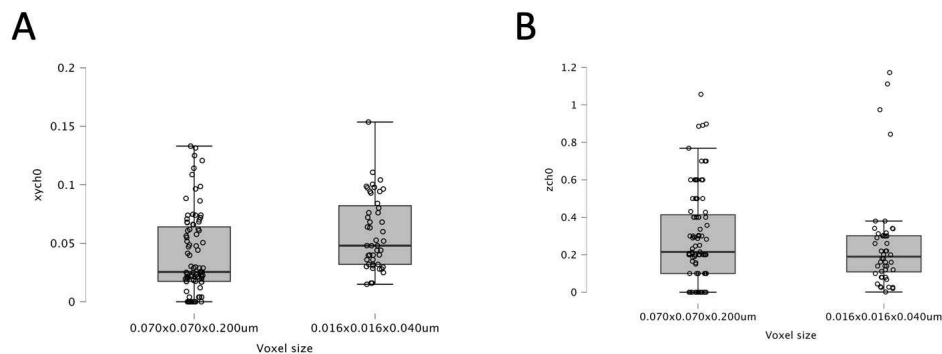 A
xych0
0.2
0.15
0.1
0.05
0
0.070x0.070x0.200um
0.016x0.016x0.040um
Voxel size
B
zch0
1.2
1
0.8
0.6
0.4
0.2
0
0.070x0.070x0.200um
0.016x0.016x0.040um
Voxel size